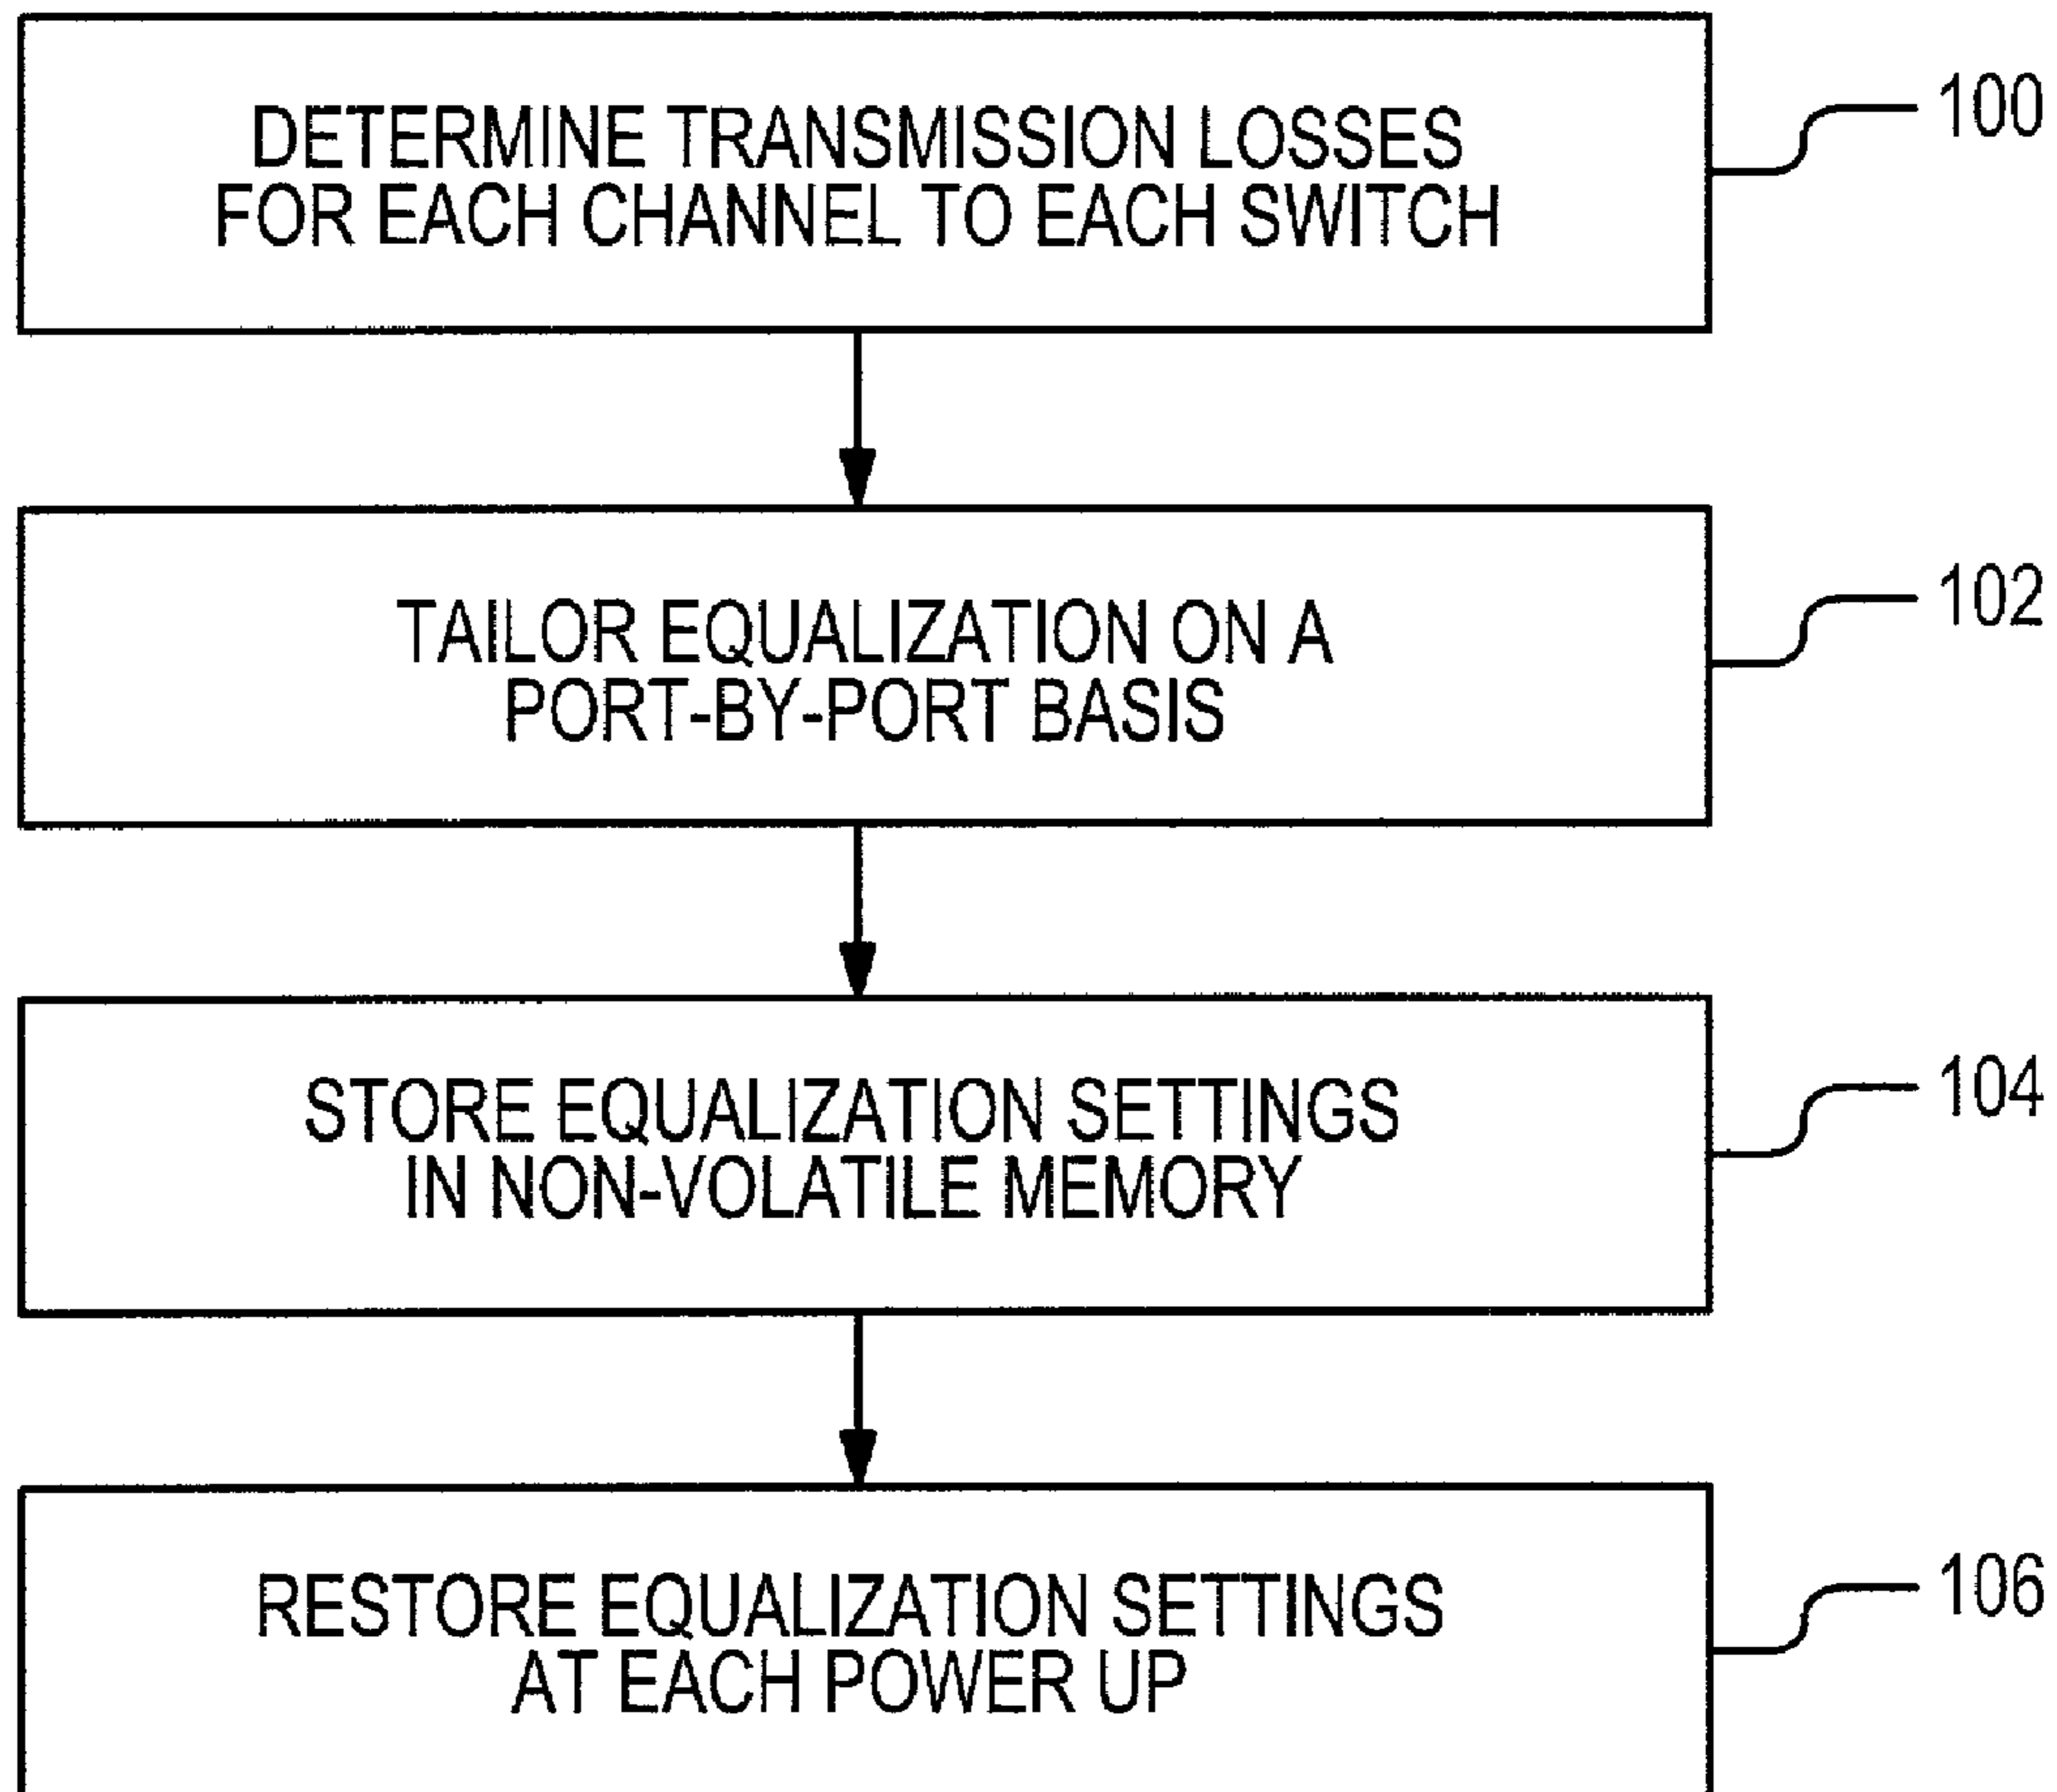 DETERMINE TRANSMISSION LOSSES
FOR EACH CHANNEL TO EACH SWITCH
100
TAILOR EQUALIZATION ON A
PORT-BY-PORT BASIS
102
STORE EQUALIZATION SETTINGS
IN NON-VOLATILE MEMORY
104
RESTORE EQUALIZATION SETTINGS
AT EACH POWER UP
106